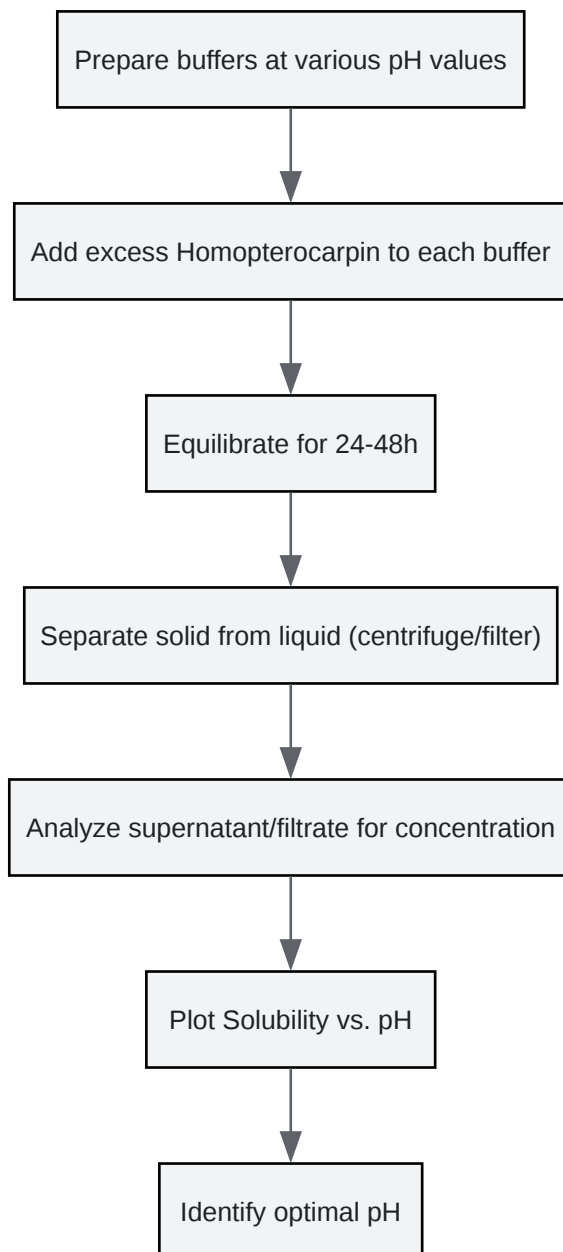 Prepare buffers at various pH values
Add excess Homopterocarpin to each buffer
Equilibrate for 24-48h
Separate solid from liquid (centrifuge/filter)
Analyze supernatant/filtrate for concentration
Plot Solubility vs. pH
Identify optimal pH